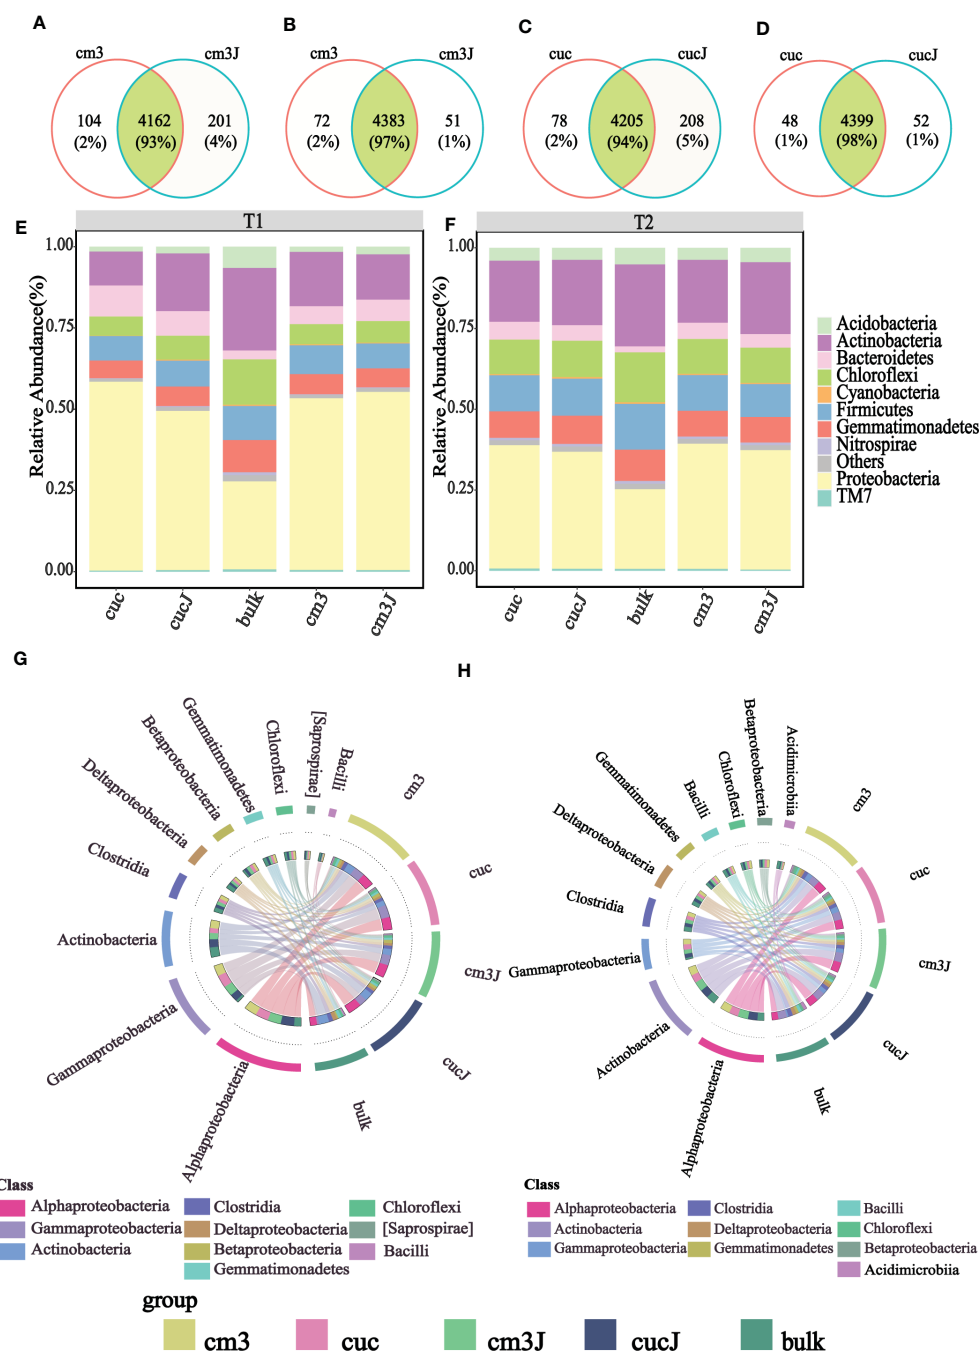 A
B
C
D
cm3
cm3J
cm3
cm3J
cuc
cucJ
cuc
cucJ
104
(2%)
4162
(93%)
201
(4%)
72
(2%)
4383
(97%)
51
(1%)
78
(2%)
4205
(94%)
208
(5%)
48
(1%)
4399
(98%)
52
(1%)
E
T1
Relative Abundance(%)
1.00
0.75
0.50
0.25
0.00
cuc
cucJ
bulk
cm3
cm3J
F
T2
Relative Abundance(%)
1.00
0.75
0.50
0.25
0.00
cuc
cucJ
bulk
cm3
cm3J
Acidobacteria
Actinobacteria
Bacteroidetes
Chloroflexi
Cyanobacteria
Firmicutes
Gemmatimonadetes
Nitrospirae
Others
Proteobacteria
TM7
G
Alphaproteobacteria
Gammaproteobacteria
Actinobacteria
Clostridia
Deltaproteobacteria
Betaproteobacteria
Gemmatimonadetes
Chloroflexi
[Saprospirae]
Bacilli
cm3
cuc
cm3J
cucJ
bulk
H
Alphaproteobacteria
Actinobacteria
Gammaproteobacteria
Clostridia
Deltaproteobacteria
Gemmatimonadetes
Bacilli
Chloroflexi
Betaproteobacteria
Acidimicrobiia
cm3
cuc
cm3J
cucJ
bulk
Class
Alphaproteobacteria
Gammaproteobacteria
Actinobacteria
Clostridia
Deltaproteobacteria
Betaproteobacteria
Gemmatimonadetes
Chloroflexi
[Saprospirae]
Bacilli
Class
Alphaproteobacteria
Actinobacteria
Gammaproteobacteria
Clostridia
Deltaproteobacteria
Gemmatimonadetes
Bacilli
Chloroflexi
Betaproteobacteria
Acidimicrobiia
group
cm3
cuc
cm3J
cucJ
bulk